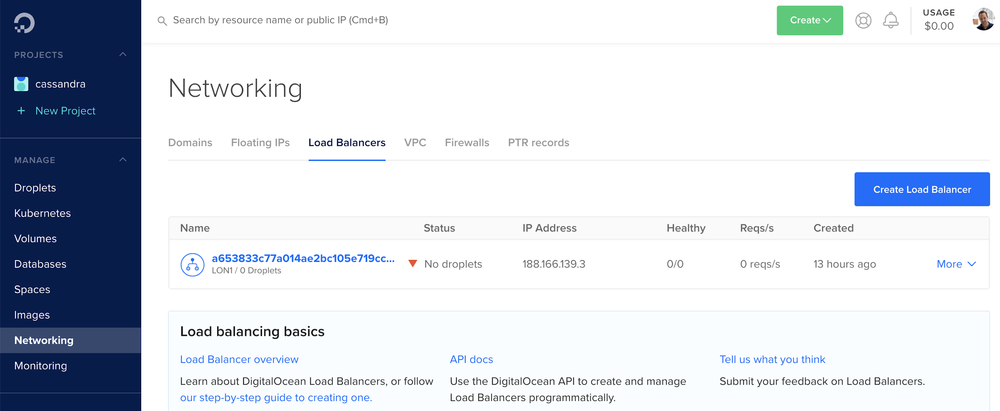 Search by resource name or public IP (Cmd+B)
Create
USAGE
$0.00
PROJECTS
cassandra
+ New Project
MANAGE
Droplets
Kubernetes
Volumes
Databases
Spaces
Images
Networking
Monitoring
Networking
Domains Floating IPs Load Balancers VPC Firewalls PTR records
Create Load Balancer
Name Status IP Address Healthy Reqs/s Created
a653833c77a014ae2bc105e719cc... No droplets 188.166.139.3 0/0 0 reqs/s 13 hours ago More
LON1 / 0 Droplets
Load balancing basics
Load Balancer overview
Learn about DigitalOcean Load Balancers, or follow
our step-by-step guide to creating one.
API docs
Use the DigitalOcean API to create and manage
Load Balancers programmatically.
Tell us what you think
Submit your feedback on Load Balancers.